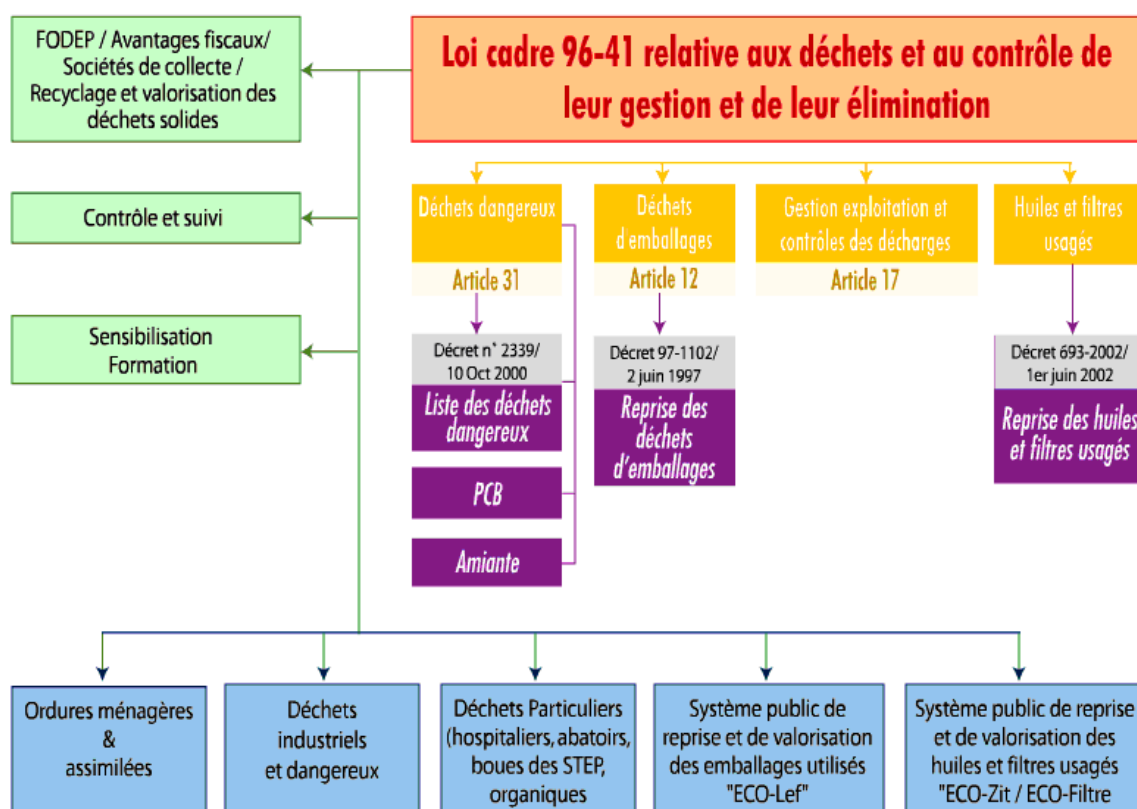 FODEP / Avantages fiscaux/
Sociétés de collecte /
Recyclage et valorisation des
déchets solides
Loi cadre 96-41 relative aux déchets et au contrôle de
leur gestion et de leur élimination
Contrôle et suivi
Sensibilisation
Formation
Déchets dangereux
Article 31
Déchets
d'emballages
Article 12
Gestion exploitation et
contrôles des décharges
Article 17
Huiles et filtres
usagés
Décret n° 2339/
10 Oct 2000
Liste des déchets
dangereux
PCB
Amiante
Décret 97-1102/
2 juin 1997
Reprise des
déchets
d'emballages
Décret 693-2002/
1er juin 2002
Reprise des huiles
et filtres usagés
Ordures ménagères
&
assimilées
Déchets
industriels
et dangereux
Déchets Particuliers
(hospitaliers, abatoirs,
boues des STEP,
organiques
Système public de
reprise et de valorisation
des emballages utilisés
"ECO-Lef"
Système public de reprise
et de valorisation des
huiles et filtres usagés
"ECO-Zit / ECO-Filtre